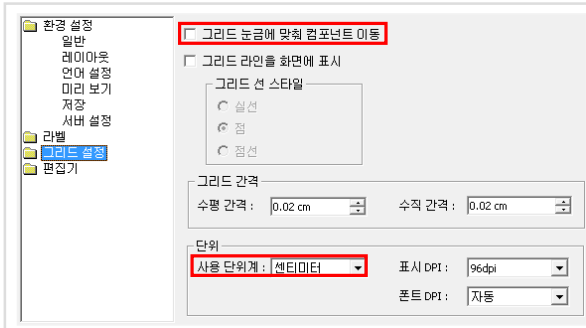 환경 설정
일반
레이아웃
언어 설정
미리 보기
저장
서버 설정
라벨
그리드 설정
편집기
그리드 눈금에 맞춰 컴포넌트 이동
그리드 라인을 화면에 표시
그리드 선 스타일
실선
점
점선
그리드 간격
수평 간격 : 0.02 cm 수직 간격 : 0.02 cm
단위
사용 단위계 : 센티미터 표시 DPI : 96dpi
폰트 DPI : 자동